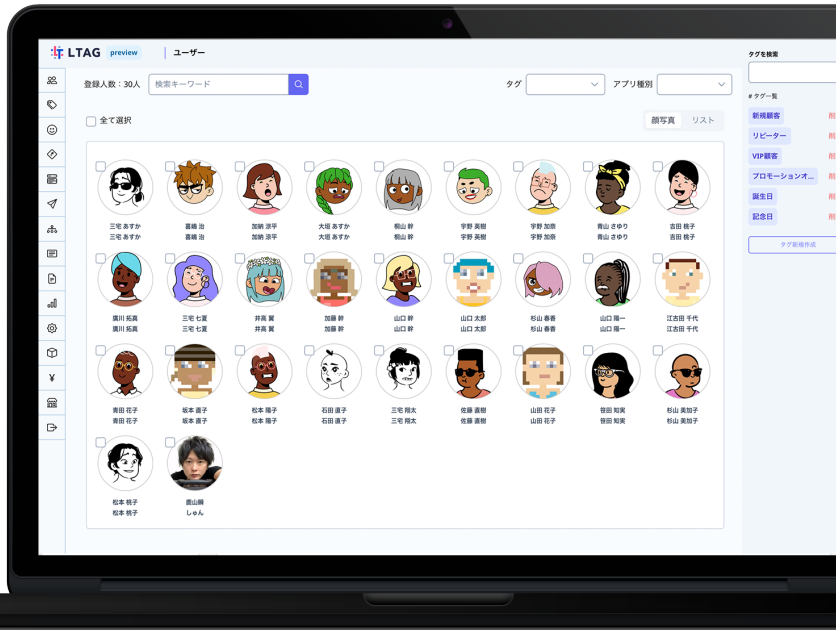 LTAG preview ユーザー
登録人数：30人 検索キーワード タグ アプリ種別
全て選択 顔写真 リスト
三宅 あすか 喜嶋 治 加納 涼平 大垣 あすか 桐山 幹 宇野 英樹 宇野 加奈 青山 さゆり 吉田 桃子
三宅 あすか 喜嶋 治 加納 涼平 大垣 あすか 桐山 幹 宇野 英樹 宇野 加奈 青山 さゆり 吉田 桃子
廣川 拓真 三宅 七夏 井高 翼 加藤 幹 山口 幹 山口 太郎 杉山 春香 山口 陽一 江古田 千代
廣川 拓真 三宅 七夏 井高 翼 加藤 幹 山口 幹 山口 太郎 杉山 春香 山口 陽一 江古田 千代
青田 花子 坂本 直子 松本 陽子 石田 直子 三宅 翔太 佐藤 直樹 山田 花子 笹田 知実 杉山 美加子
青田 花子 坂本 直子 松本 陽子 石田 直子 三宅 翔太 佐藤 直樹 山田 花子 笹田 知実 杉山 美加子
松本 桃子
松本 桃子 しゅん
タグを検索
# タグ一覧
新規顧客 削
リピーター 削
VIP顧客 削
プロモーションオ... 削
誕生日 削
記念日 削
タグ新規作成